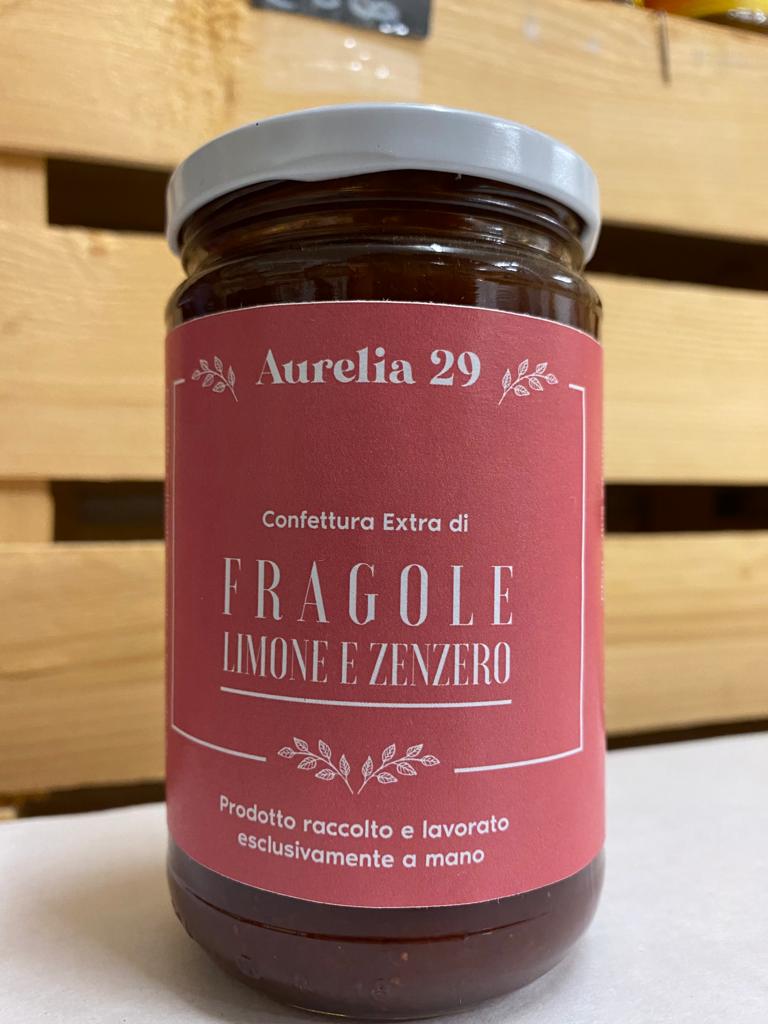 Aurelia 29
Confettura Extra di
FRAGOLE
LIMONE E ZENZERO
Prodotto raccolto e lavorato
esclusivamente a mano